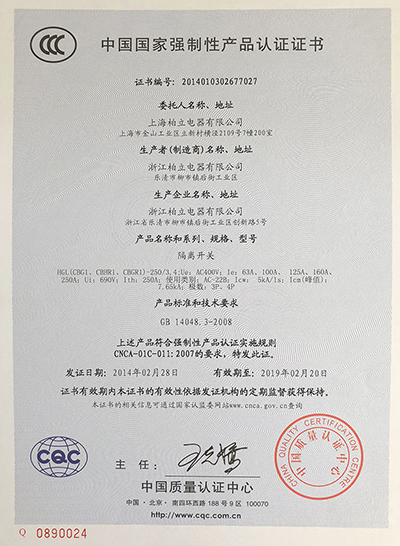 CCC
中国国家强制性产品认证证书
证书编号: 2014010302677027
委托人名称、地址
上海柏立电器有限公司
上海市金山工业区立新村横泾2109号7幢200室
生产者(制造商)名称、地址
浙江柏立电器有限公司
乐清市柳市镇后街工业区
生产企业名称、地址
浙江柏立电器有限公司
浙江省乐清市柳市镇后街工业区创新路5号
产品名称和系列、规格、型号
隔离开关
HGL(CBG1、CBHR1、CBGR1)-250/3,4;Ue: AC400V; Ie: 63A、100A、 125A、160A、
250A; Ui: 690V; Ith: 250A; 使用类别: AC-22B; Icw: 5kA/1s; Icm(峰值):
7.65kA; 极数: 3P、4P
产品标准和技术要求
GB 14048.3-2008
上述产品符合强制性产品认证实施规则
CNCA-01C-011:2007的要求，特发此证。
发证日期: 2014年02月28日 有效期至: 2019年02月20日
证书有效期内本证书的有效性依据发证机构的定期监督获得保持。
本证书的相关信息可通过国家认监委网站www.cnca.gov.cn查询
CQC
主任:
CHINA QUALITY CERTIFICATION CENTRE
中国质量认证中心
中国质量认证中心
中国·北京·南四环西路188号9区 100070
http://www.cqc.com.cn
Q 0890024